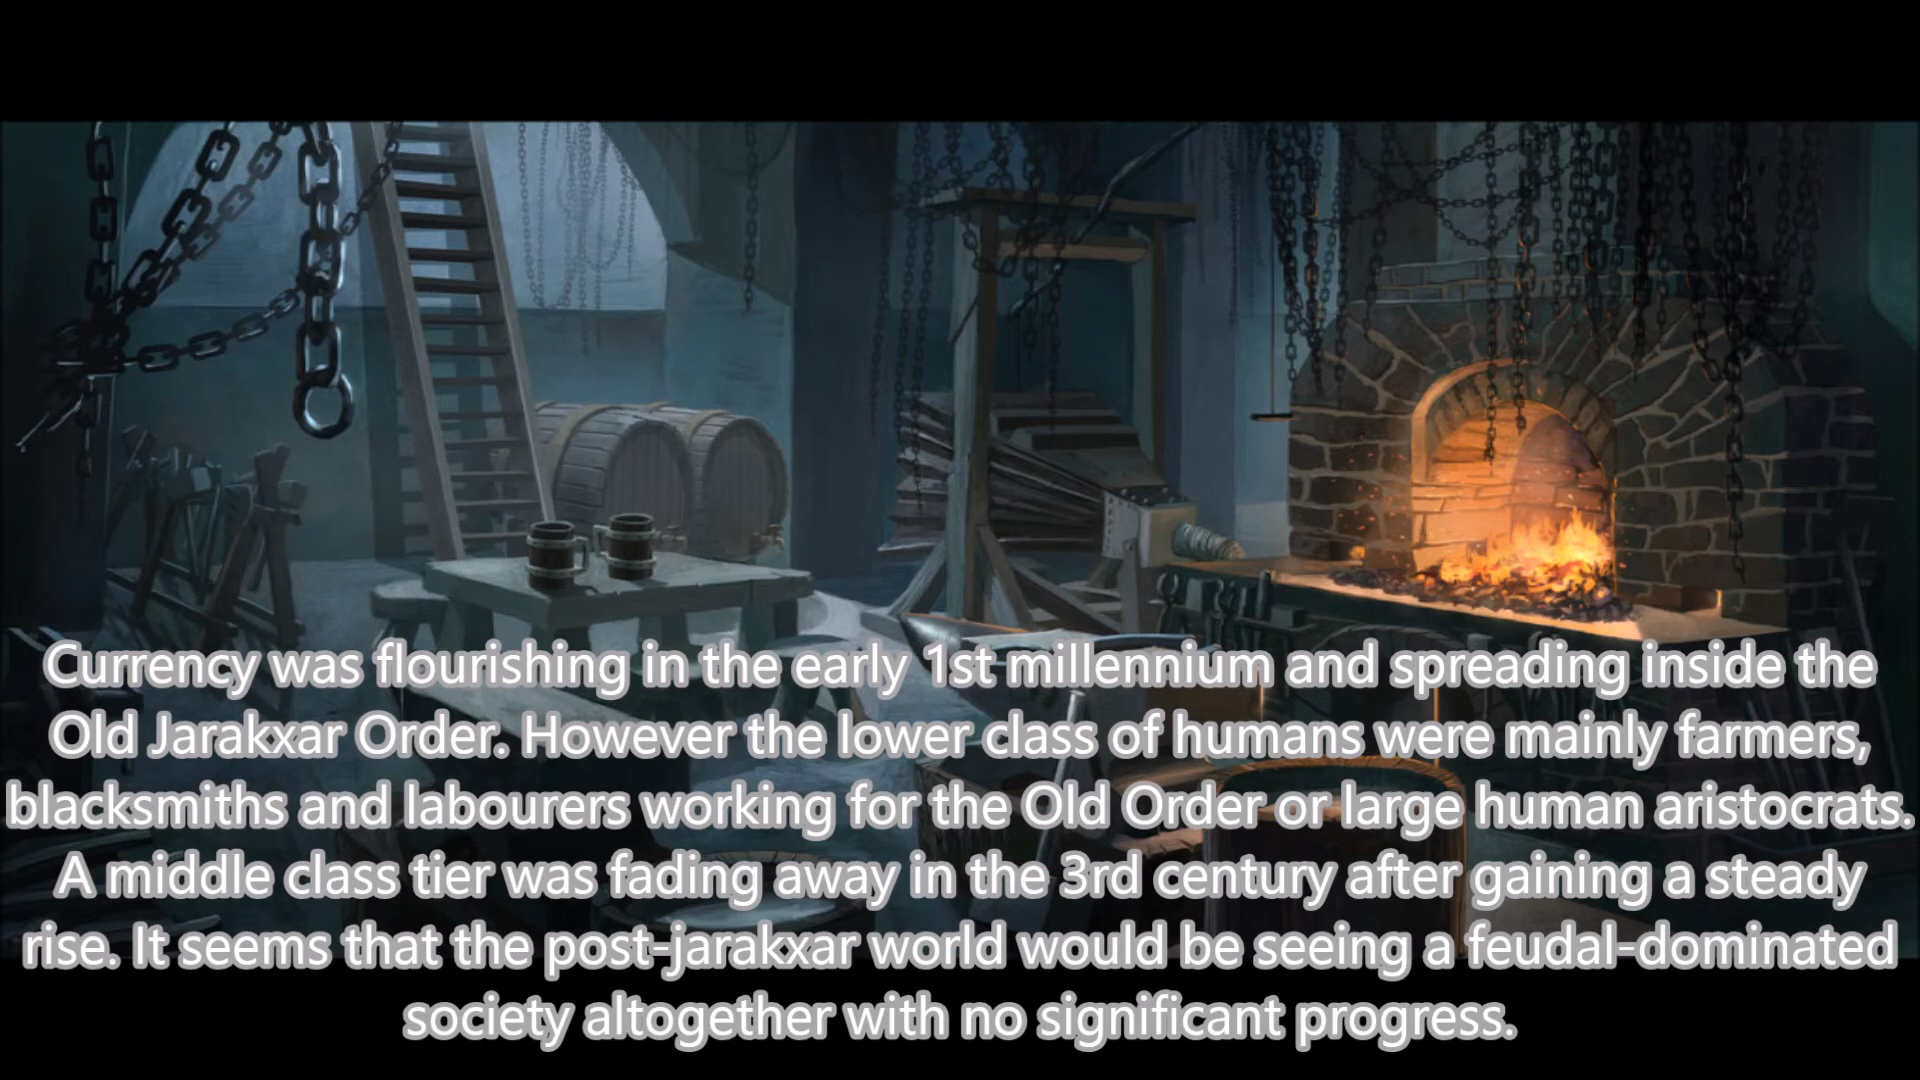 Currency was flourishing in the early 1st millennium and spreading inside the
Old Jarakxar Order. However the lower class of humans were mainly farmers,
blacksmiths and labourers working for the Old Order or large human aristocrats.
A middle class tier was fading away in the 3rd century after gaining a steady
rise. It seems that the post-jarakxar world would be seeing a feudal-dominated
society altogether with no significant progress.